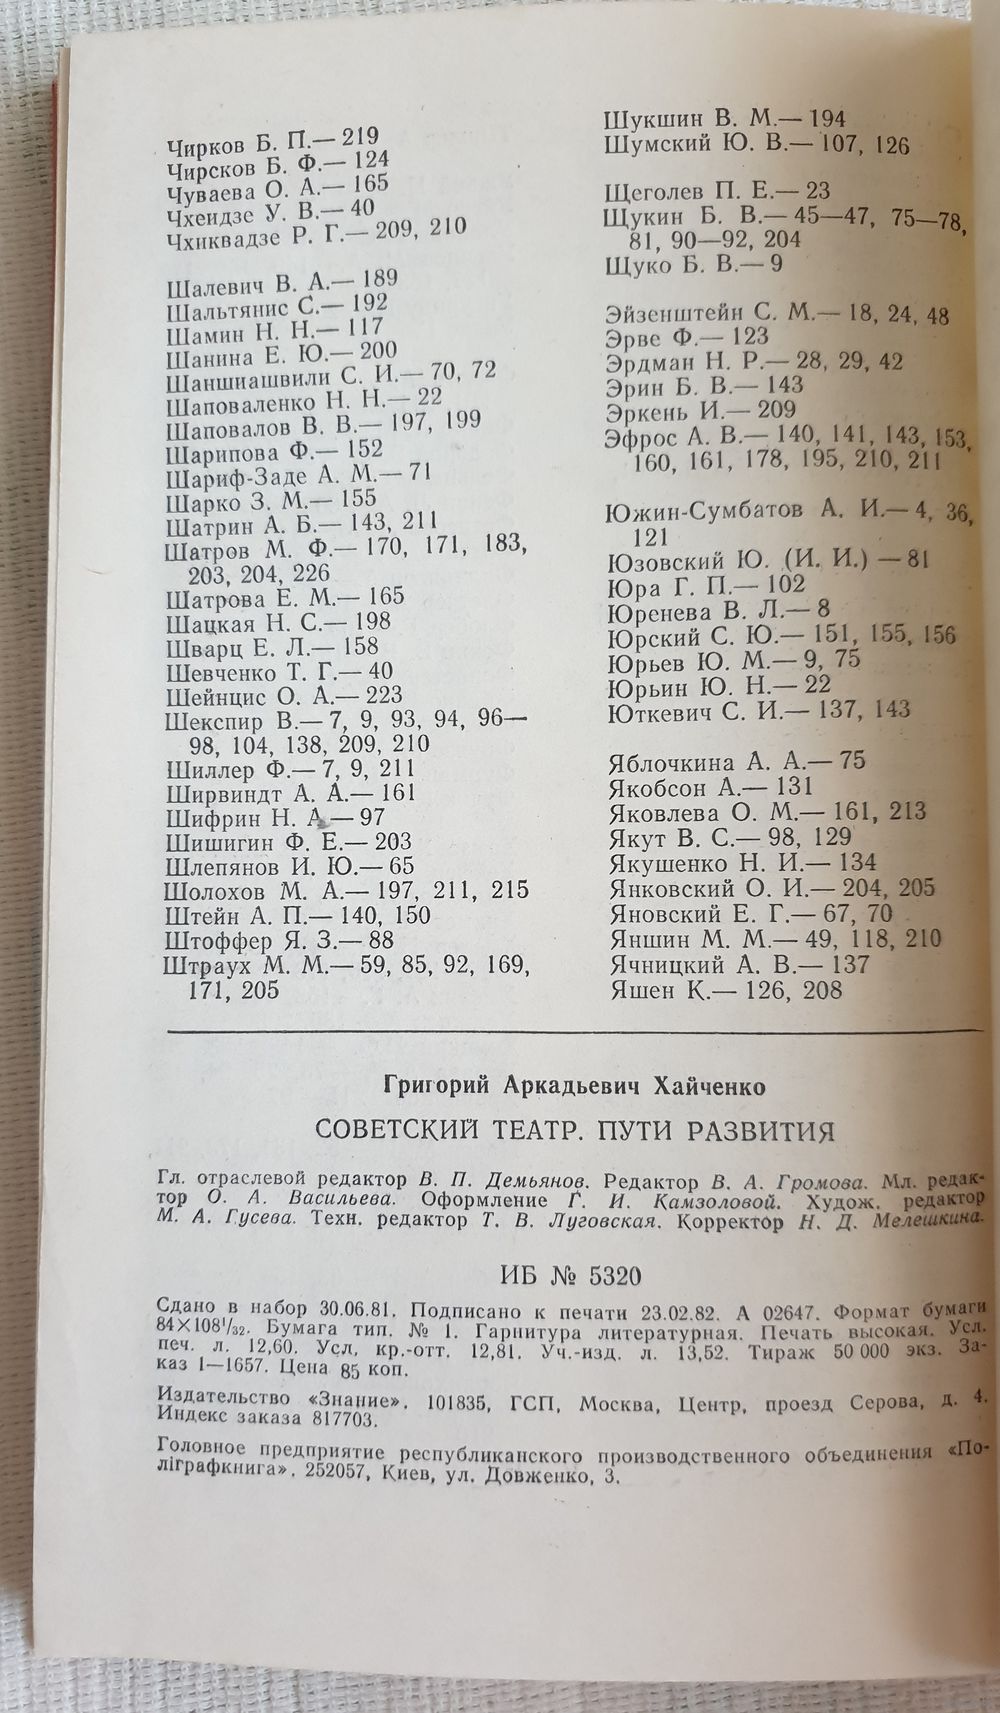 Чирков Б. П.— 219
Чирсков Б. Ф.— 124
Чуваева О. А.— 165
Чхеидзе У. В.— 40
Чхиквадзе Р. Г.— 209, 210
Шалевич В. А.— 189
Шальтянис С.— 192
Шамин Н. Н.— 117
Шанина Е. Ю.— 200
Шаншиашвили С. И.— 70, 72
Шаповаленко Н. Н.— 22
Шаповалов В. В.— 197, 199
Шарипова Ф.— 152
Шариф-Заде А. М.— 71
Шарко З. М.— 155
Шатрин А. Б.— 143, 211
Шатров М. Ф.— 170, 171, 183,
203, 204, 226
Шатрова Е. М.— 165
Шацкая Н. С.— 198
Шварц Е. Л.— 158
Шевченко Т. Г.— 40
Шейнцис О. А.— 223
Шекспир В.— 7, 9, 93, 94, 96—
98, 104, 138, 209, 210
Шиллер Ф.— 7, 9, 211
Ширвиндт А. А.— 161
Шифрин Н. А.— 97
Шишигин Ф. Е.— 203
Шлепянов И. Ю.— 65
Шолохов М. А.— 197, 211, 215
Штейн А. П.— 140, 150
Штоффер Я. З.— 88
Штраух М. М.— 59, 85, 92, 169,
171, 205
Шукшин В. М.— 194
Шумский Ю. В.— 107, 126
Щеголев П. Е.— 23
Щукин Б. В.— 45—47, 75—78,
81, 90—92, 204
Щуко Б. В.— 9
Эйзенштейн С. М.— 18, 24, 48
Эрве Ф.— 123
Эрдман Н. Р.— 28, 29, 42
Эрин Б. В.— 143
Эркень И.— 209
Эфрос А. В.— 140, 141, 143, 153,
160, 161, 178, 195, 210, 211
Южин-Сумбатов А. И.— 4, 36,
121
Юзовский Ю. (И. И.) — 81
Юра Г. П.— 102
Юренева В. Л.— 8
Юрский С. Ю.— 151, 155, 156
Юрьев Ю. М.— 9, 75
Юрьин Ю. Н.— 22
Юткевич С. И.— 137, 143
Яблочкина А. А.— 75
Якобсон А.— 131
Яковлева О. М.— 161, 213
Якут В. С.— 98, 129
Якушенко Н. И.— 134
Янковский О. И.— 204, 205
Яновский Е. Г.— 67, 70
Яншин М. М.— 49, 118, 210
Ячницкий А. В.— 137
Яшен К.— 126, 208
Григорий Аркадьевич Хайченко
СОВЕТСКИЙ ТЕАТР. ПУТИ РАЗВИТИЯ
Гл. отраслевой редактор В. П. Демьянов. Редактор В. А. Громова. Мл. редак-
тор О. А. Васильева. Оформление Г. И. Камзоловой. Худож. редактор
М. А. Гусева. Техн. редактор Т. В. Луговская. Корректор Н. Д. Мелешкина.
ИБ № 5320
Сдано в набор 30.06.81. Подписано к печати 23.02.82. А 02647. Формат бумаги
84×108¹/₃₂. Бумага тип. № 1. Гарнитура литературная. Печать высокая. Усл.
печ. л. 12,60. Усл. кр.-отт. 12,81. Уч.-изд. л. 13,52. Тираж 50 000 экз. За-
каз 1—1657. Цена 85 коп.
Издательство «Знание». 101835, ГСП, Москва, Центр, проезд Серова, д. 4.
Индекс заказа 817703.
Головное предприятие республиканского производственного объединения «По-
ліграфкнига». 252057, Киев, ул. Довженко, 3.